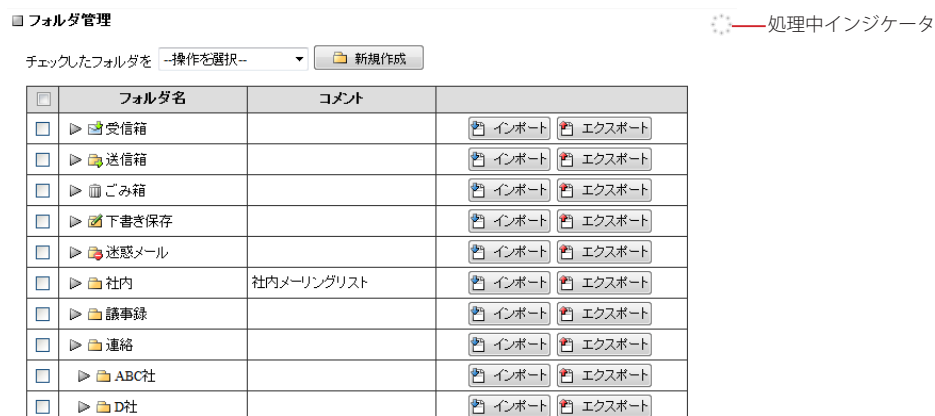 フォルダ管理
処理中インジケータ
チェックしたフォルダを --操作を選択-- 新規作成
フォルダ名 コメント
受信箱 インポート エクスポート
送信箱 インポート エクスポート
ごみ箱 インポート エクスポート
下書き保存 インポート エクスポート
迷惑メール インポート エクスポート
社内 社内メーリングリスト インポート エクスポート
議事録 インポート エクスポート
連絡 インポート エクスポート
ABC社 インポート エクスポート
D社 インポート エクスポート